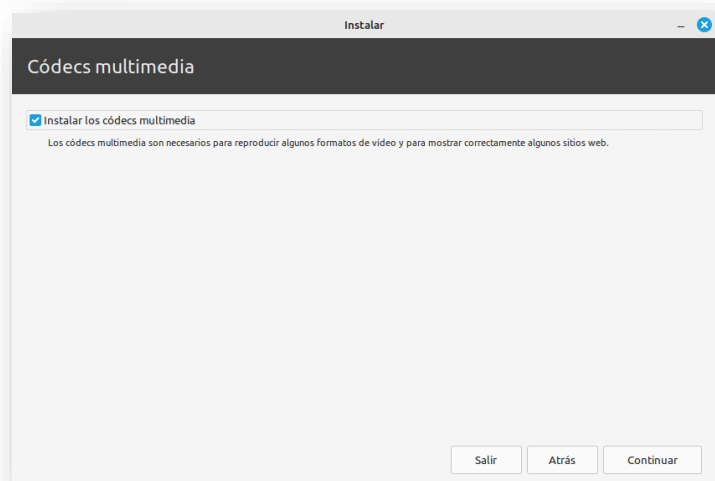 Instalar
Códecs multimedia
Instalar los códecs multimedia
Los códecs multimedia son necesarios para reproducir algunos formatos de vídeo y para mostrar correctamente algunos sitios web.
Salir Atrás Continuar